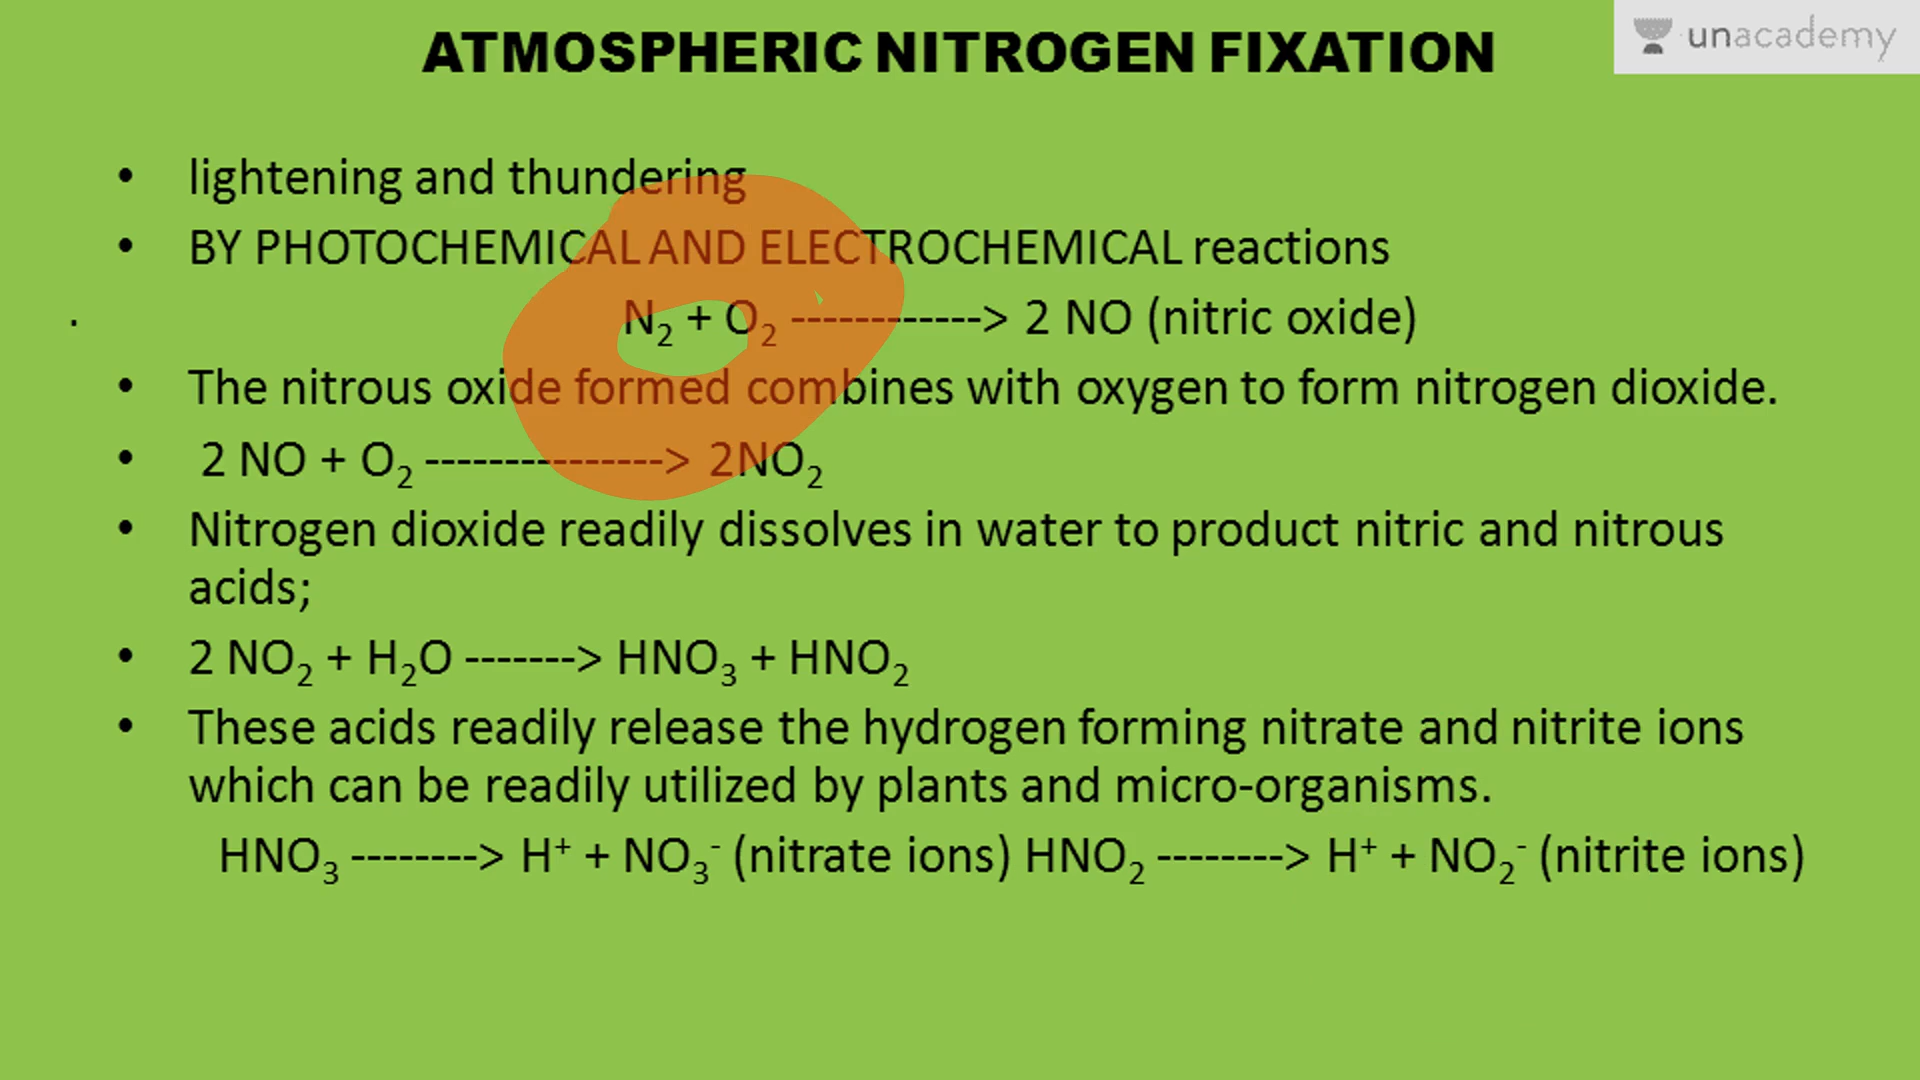 ATMOSPHERIC NITROGEN FIXATION
unacademy
• lightening and thundering
• BY PHOTOCHEMICAL AND ELECTROCHEMICAL reactions
N₂ + O₂ ------------> 2 NO (nitric oxide)
• The nitrous oxide formed combines with oxygen to form nitrogen dioxide.
• 2 NO + O₂ ---------------> 2NO₂
• Nitrogen dioxide readily dissolves in water to product nitric and nitrous
acids;
• 2 NO₂ + H₂O -------> HNO₃ + HNO₂
• These acids readily release the hydrogen forming nitrate and nitrite ions
which can be readily utilized by plants and micro-organisms.
HNO₃ --------> H⁺ + NO₃⁻ (nitrate ions) HNO₂ --------> H⁺ + NO₂⁻ (nitrite ions)